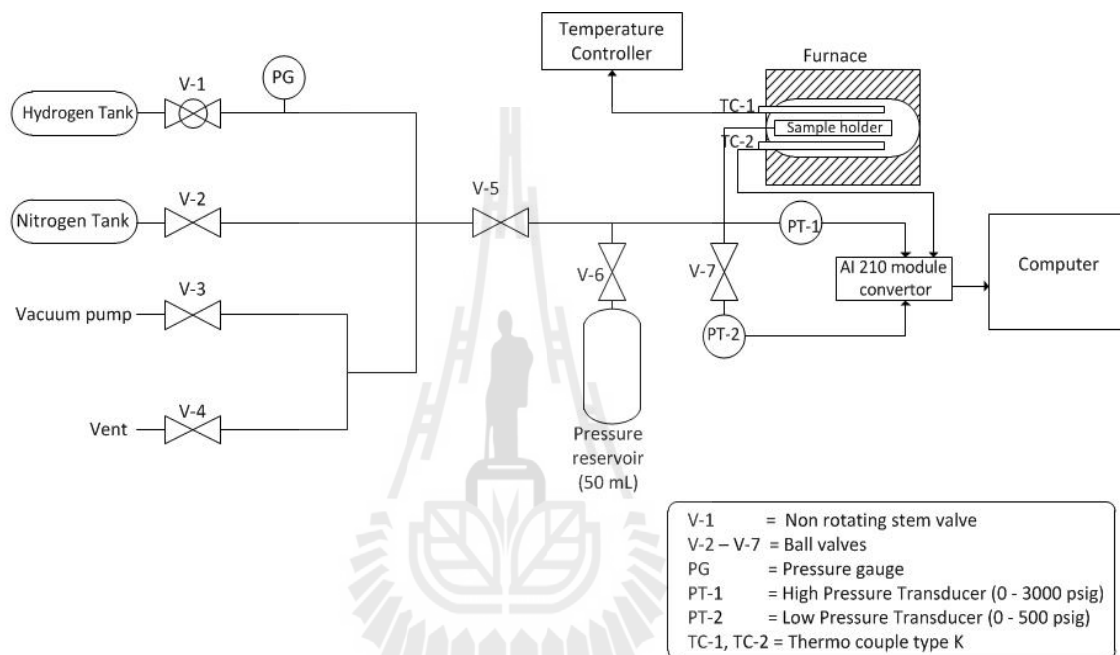 Temperature
Controller
Furnace
V-1
PG
Hydrogen Tank
TC-1
Sample holder
TC-2
V-2
V-5
Nitrogen Tank
PT-1
V-6
V-7
AI 210 module
convertor
Computer
V-3
Vacuum pump
PT-2
V-4
Vent
Pressure
reservoir
(50 mL)
V-1 = Non rotating stem valve
V-2 – V-7 = Ball valves
PG = Pressure gauge
PT-1 = High Pressure Transducer (0 - 3000 psig)
PT-2 = Low Pressure Transducer (0 - 500 psig)
TC-1, TC-2 = Thermo couple type K